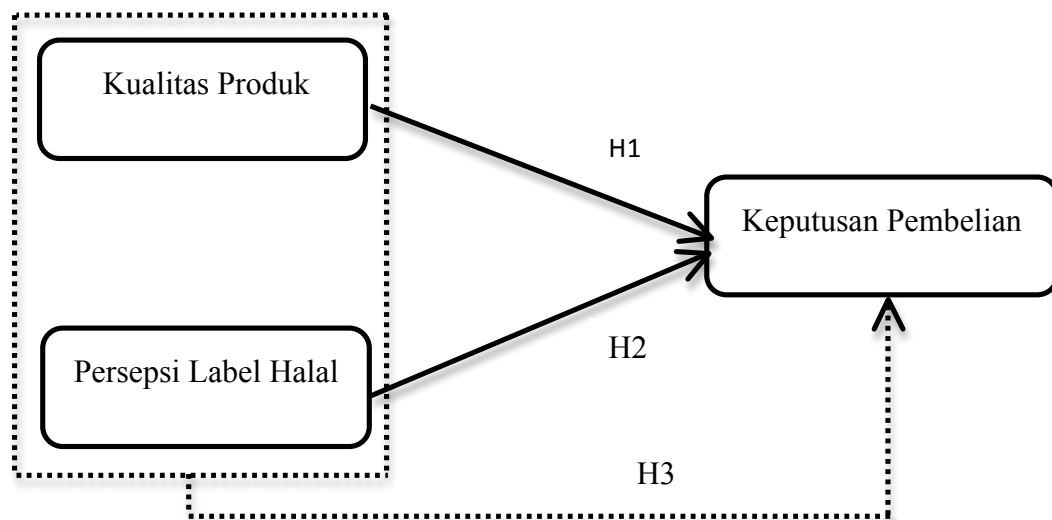 Kualitas Produk
H1
Keputusan Pembelian
H2
Persepsi Label Halal
H3